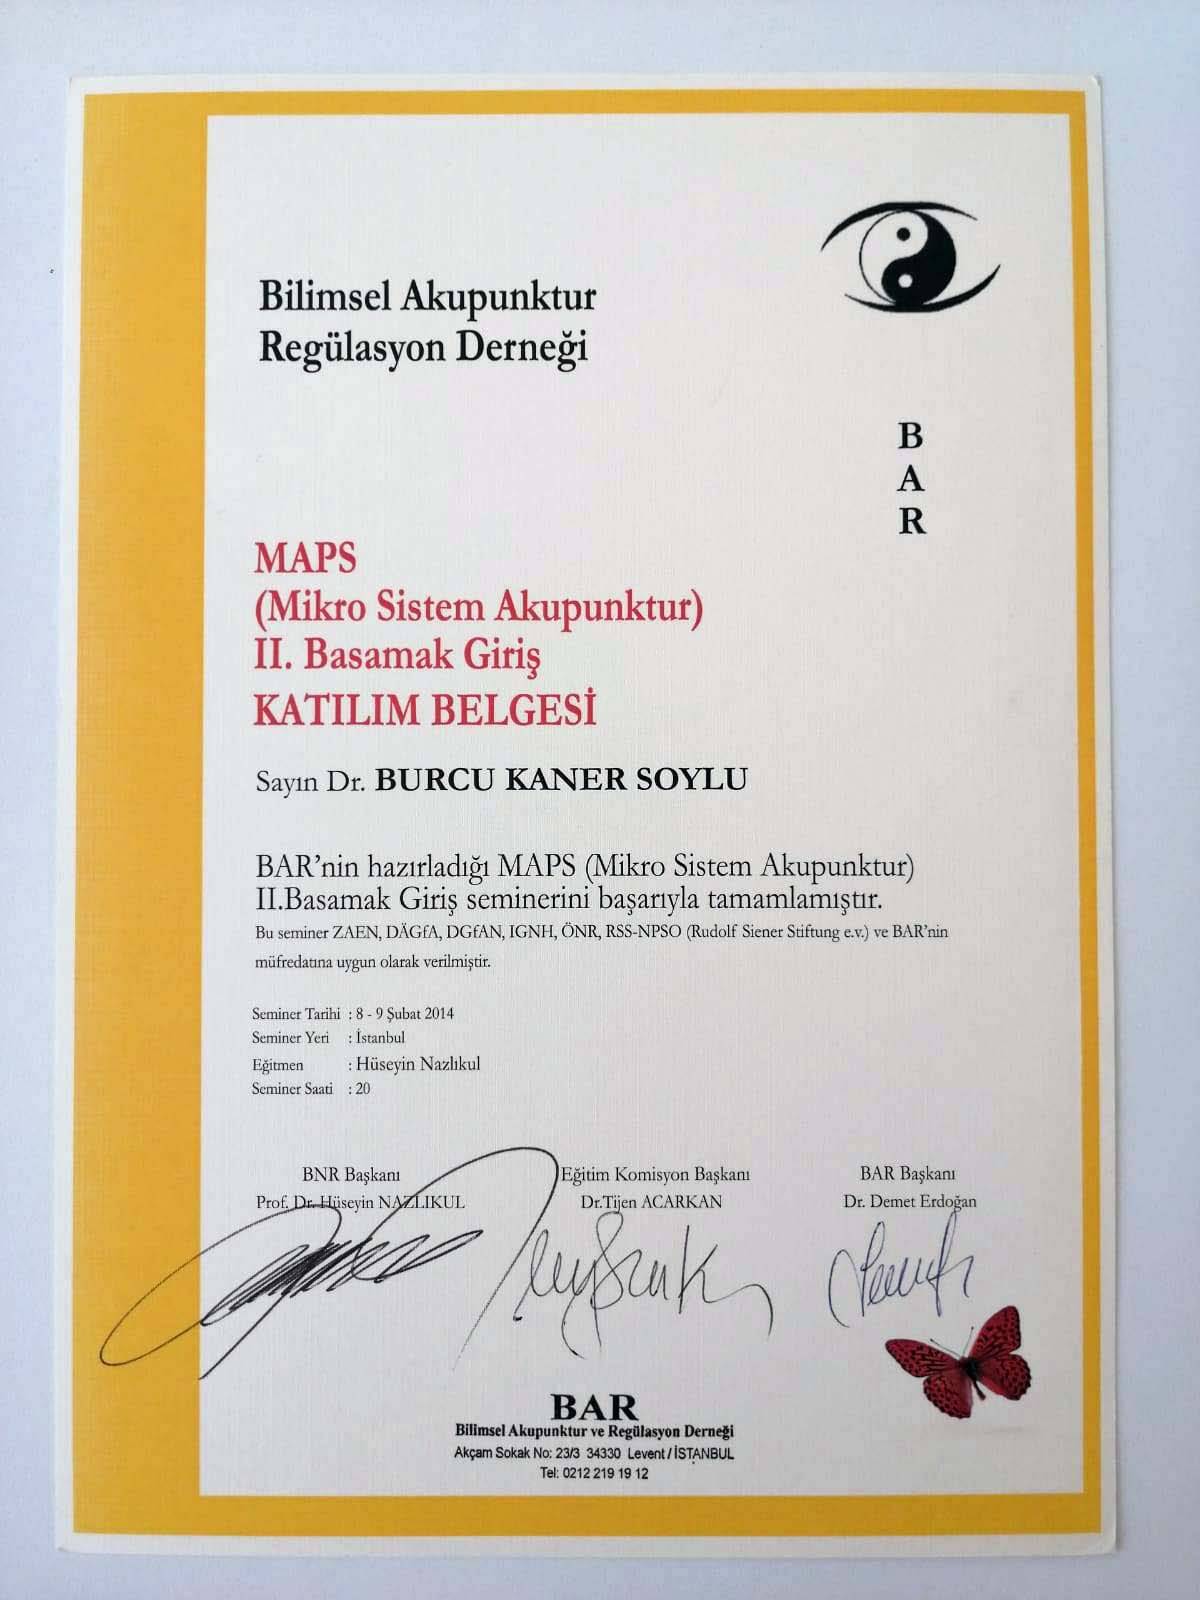 Bilimsel Akupunktur
Regülasyon Derneği
B
A
R
MAPS
(Mikro Sistem Akupunktur)
II. Basamak Giriş
KATILIM BELGESİ
Sayın Dr. BURCU KANER SOYLU
BAR’nin hazırladığı MAPS (Mikro Sistem Akupunktur)
II.Basamak Giriş seminerini başarıyla tamamlamıştır.
Bu seminer ZAEN, DÄGfA, DGfAN, IGNH, ÖNR, RSS-NPSO (Rudolf Siener Stiftung e.v.) ve BAR’nin
müfredatına uygun olarak verilmiştir.
Seminer Tarihi : 8 - 9 Şubat 2014
Seminer Yeri : İstanbul
Eğitmen : Hüseyin Nazlıkul
Seminer Saati : 20
BNR Başkanı Eğitim Komisyon Başkanı BAR Başkanı
Prof. Dr. Hüseyin NAZLIKUL Dr.Tijen ACARKAN Dr. Demet Erdoğan
BAR
Bilimsel Akupunktur ve Regülasyon Derneği
Akçam Sokak No: 23/3 34330 Levent / İSTANBUL
Tel: 0212 219 19 12